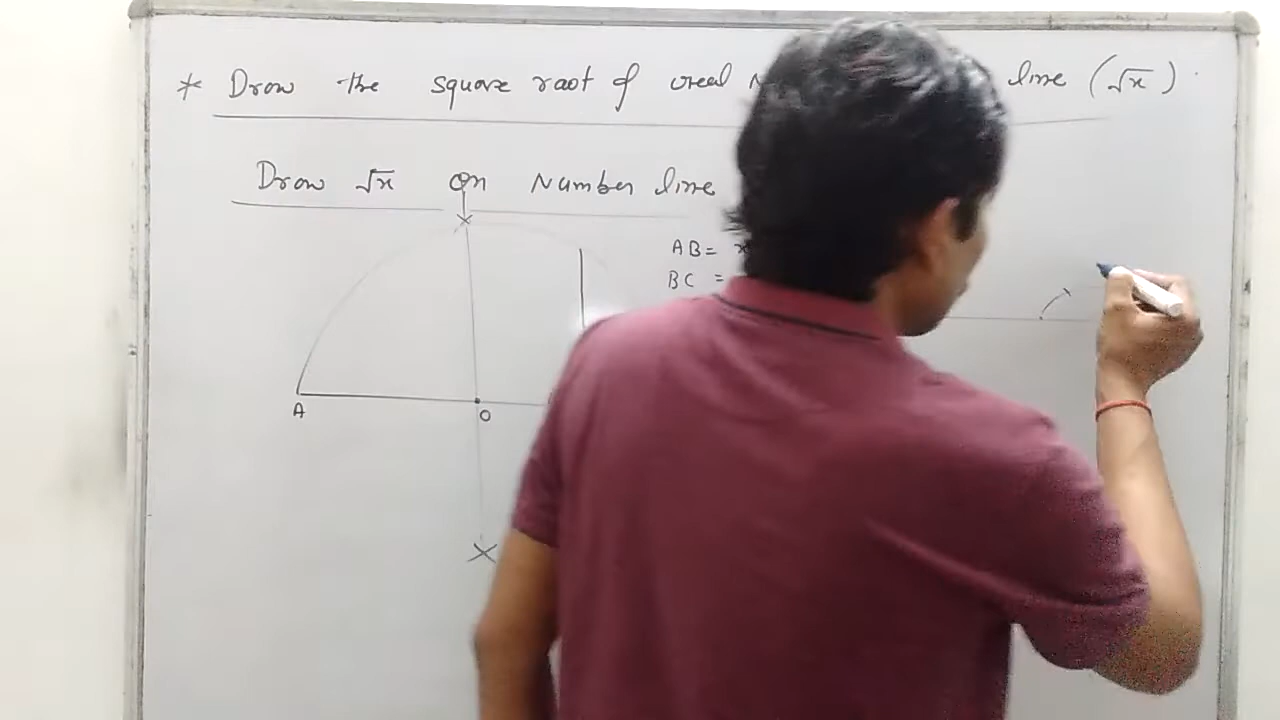 * Draw the square root of real line (√x).
Draw √x On Number line
AB = x
BC =
A
O